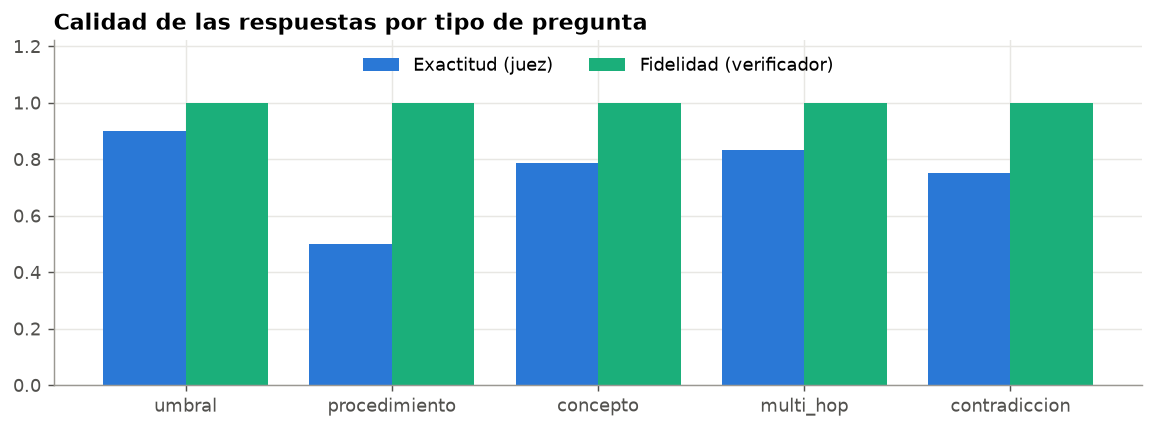 Calidad de las respuestas por tipo de pregunta
1.2
Exactitud (juez) Fidelidad (verificador)
1.0
0.8
0.6
0.4
0.2
0.0
umbral procedimiento concepto multi_hop contradiccion